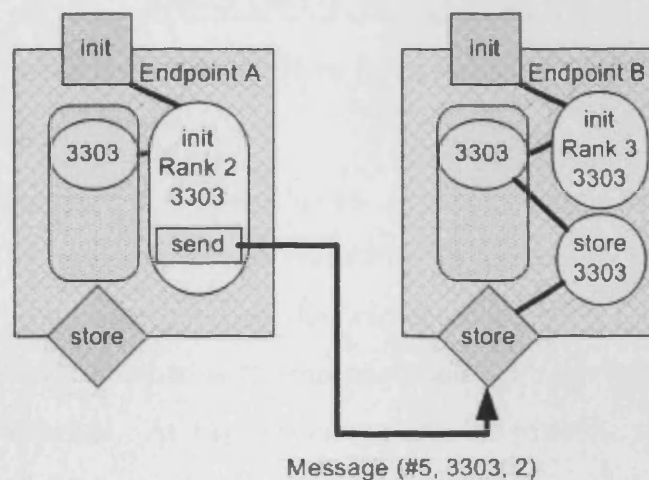 init
Endpoint A
3303
init
Rank 2
3303
send
store
init
Endpoint B
3303
init
Rank 3
3303
store
3303
store
Message (#5, 3303, 2)